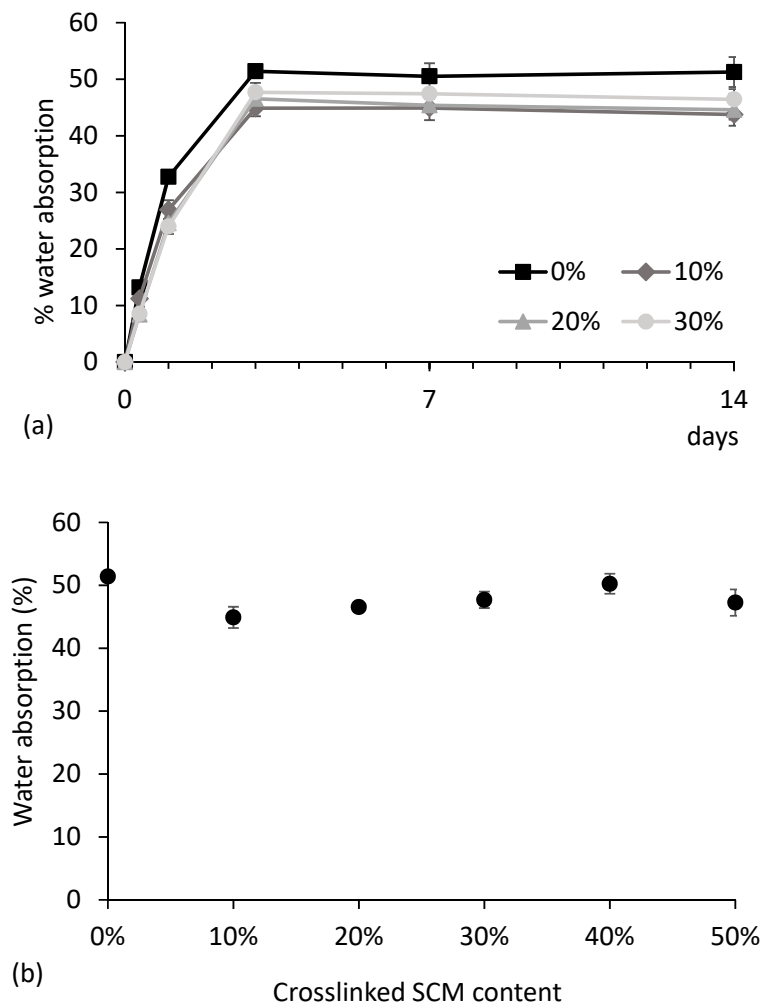 60
50
40
30
20
10
0
% water absorption
0% 10%
20% 30%
0 7 14
days
(a)
60
50
40
30
20
10
0
Water absorption (%)
0% 10% 20% 30% 40% 50%
Crosslinked SCM content
(b)